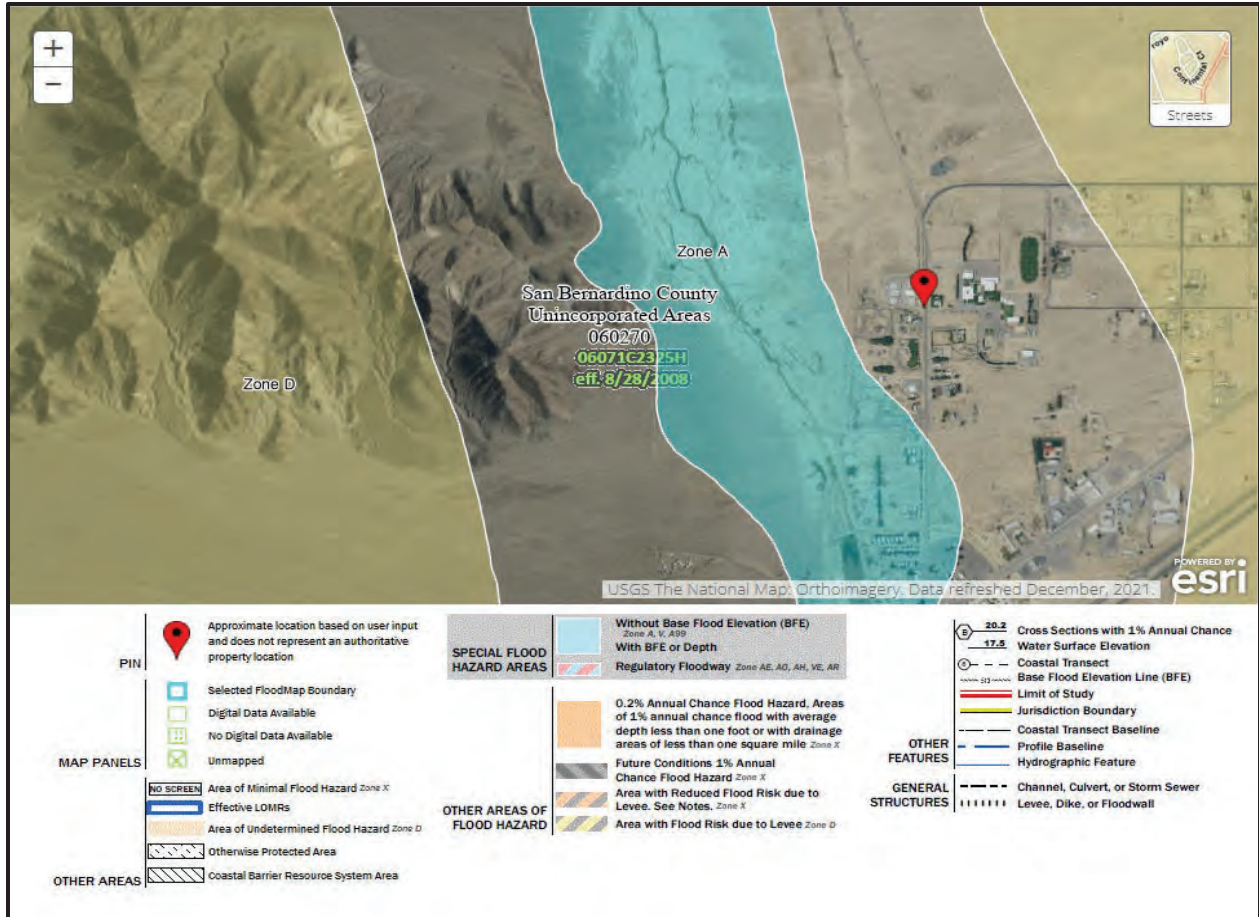 +
−
royo
Continental
Ct
Streets
Zone A
San Bernardino County
Unincorporated Areas
060270
06071C2325H
eff. 8/28/2008
Zone D
POWERED BY
esri
USGS The National Map: Orthoimagery. Data refreshed December, 2021.
PIN
Approximate location based on user input
and does not represent an authoritative
property location
MAP PANELS
Selected FloodMap Boundary
Digital Data Available
No Digital Data Available
Unmapped
OTHER AREAS
NO SCREEN Area of Minimal Flood Hazard Zone X
Effective LOMRs
Area of Undetermined Flood Hazard Zone D
Otherwise Protected Area
Coastal Barrier Resource System Area
SPECIAL FLOOD
HAZARD AREAS
Without Base Flood Elevation (BFE)
Zone A, V, A99
With BFE or Depth
Regulatory Floodway Zone AE, AO, AH, VE, AR
OTHER AREAS OF
FLOOD HAZARD
0.2% Annual Chance Flood Hazard, Areas
of 1% annual chance flood with average
depth less than one foot or with drainage
areas of less than one square mile Zone X
Future Conditions 1% Annual
Chance Flood Hazard Zone X
Area with Reduced Flood Risk due to
Levee. See Notes. Zone X
Area with Flood Risk due to Levee Zone D
OTHER
FEATURES
B 20.2 Cross Sections with 1% Annual Chance
17.5 Water Surface Elevation
8 Coastal Transect
513 Base Flood Elevation Line (BFE)
Limit of Study
Jurisdiction Boundary
Coastal Transect Baseline
Profile Baseline
Hydrographic Feature
GENERAL
STRUCTURES
Channel, Culvert, or Storm Sewer
Levee, Dike, or Floodwall